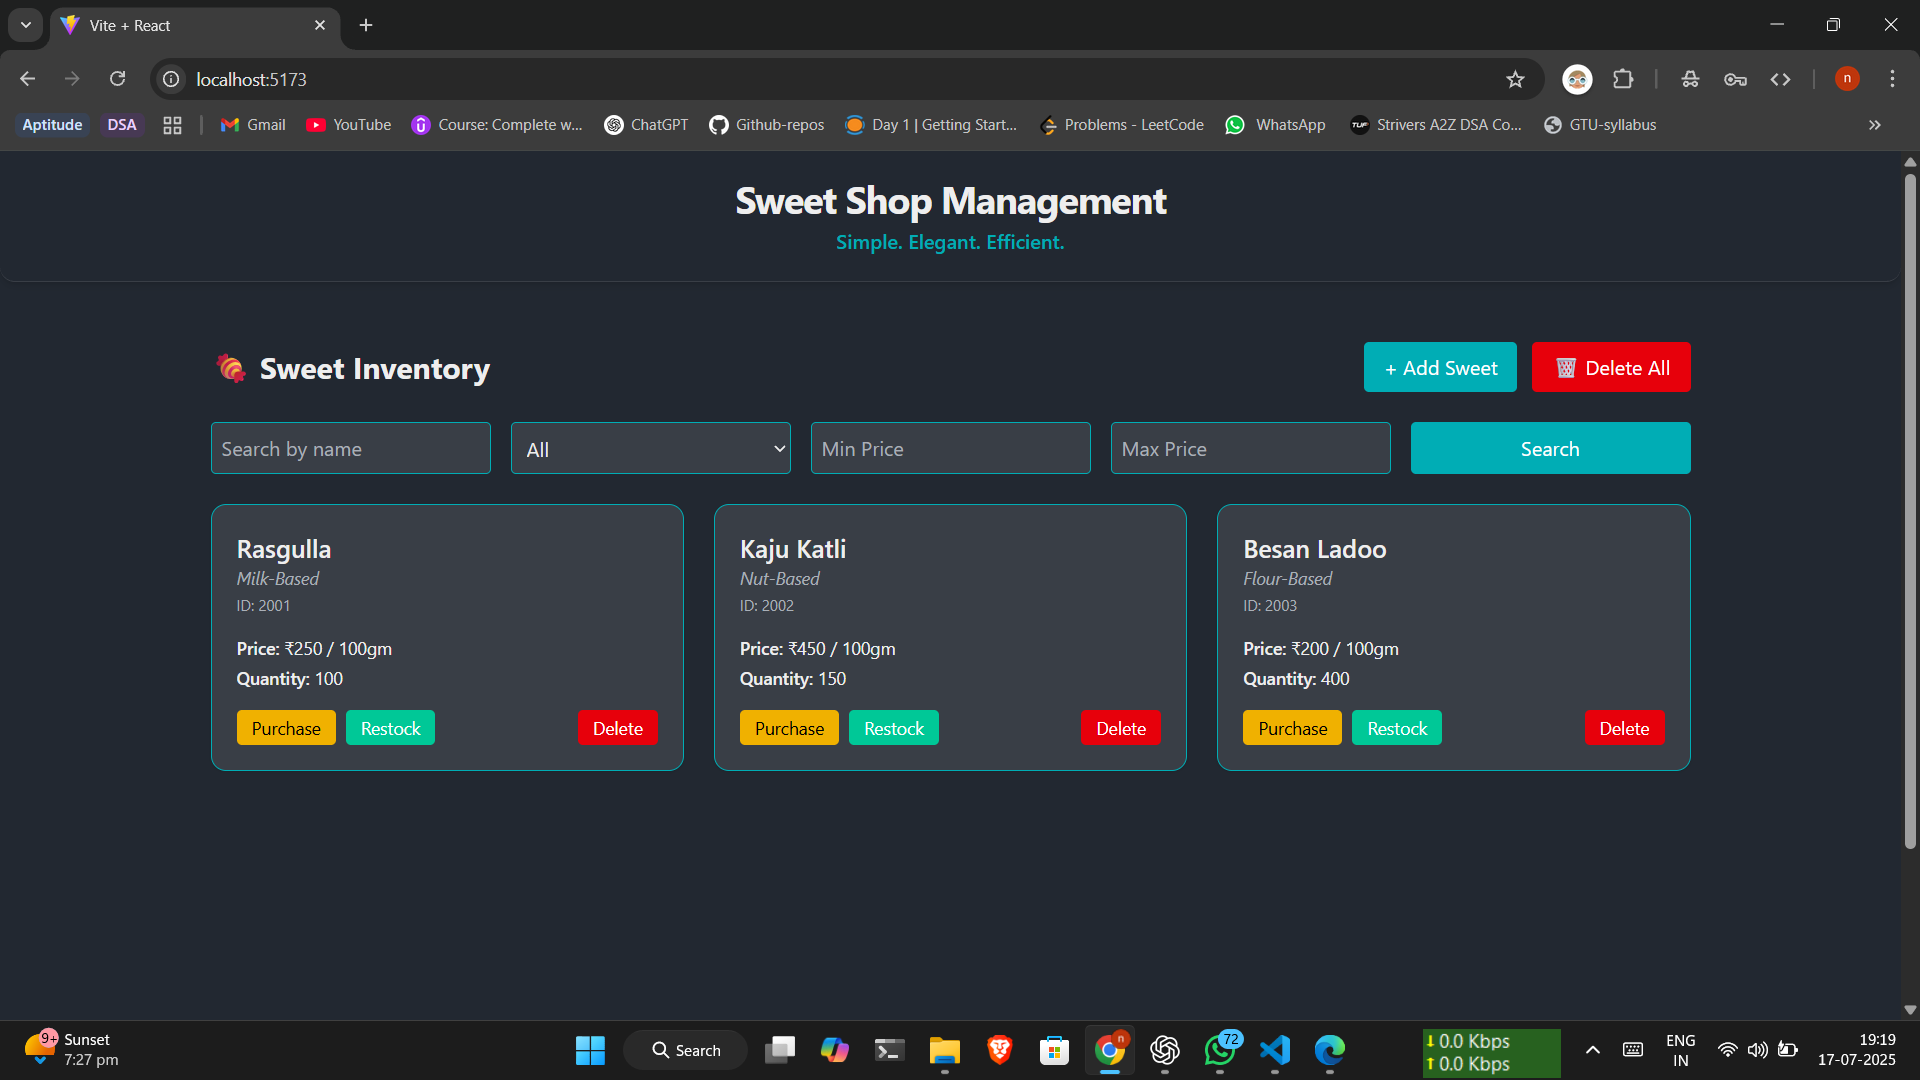 Vite + React
localhost:5173
n
Aptitude DSA Gmail YouTube Course: Complete w... ChatGPT Github-repos Day 1 | Getting Start... Problems - LeetCode WhatsApp TUF Strivers A2Z DSA Co... GTU-syllabus
Sweet Shop Management
Simple. Elegant. Efficient.
Sweet Inventory
+ Add Sweet
Delete All
Search by name All Min Price Max Price Search
Rasgulla
Milk-Based
ID: 2001
Price: ₹250 / 100gm
Quantity: 100
Purchase Restock Delete
Kaju Katli
Nut-Based
ID: 2002
Price: ₹450 / 100gm
Quantity: 150
Purchase Restock Delete
Besan Ladoo
Flour-Based
ID: 2003
Price: ₹200 / 100gm
Quantity: 400
Purchase Restock Delete
9+
Sunset
7:27 pm
Search
n
72
0.0 Kbps
0.0 Kbps
ENG
IN
19:19
17-07-2025